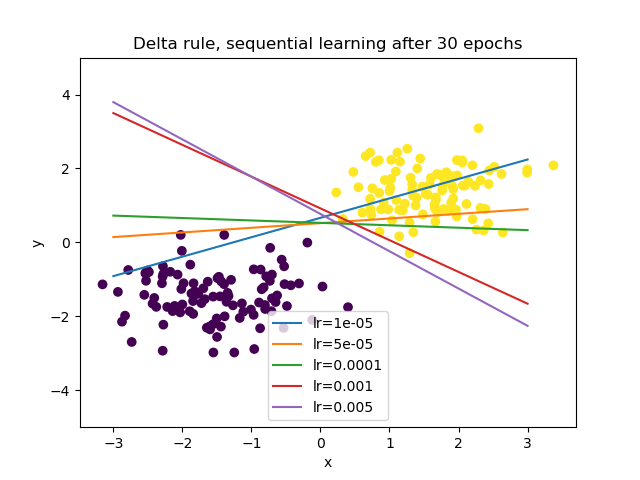 Delta rule, sequential learning after 30 epochs
y
4
2
0
−2
−4
lr=1e-05
lr=5e-05
lr=0.0001
lr=0.001
lr=0.005
−3 −2 −1 0 1 2 3
x